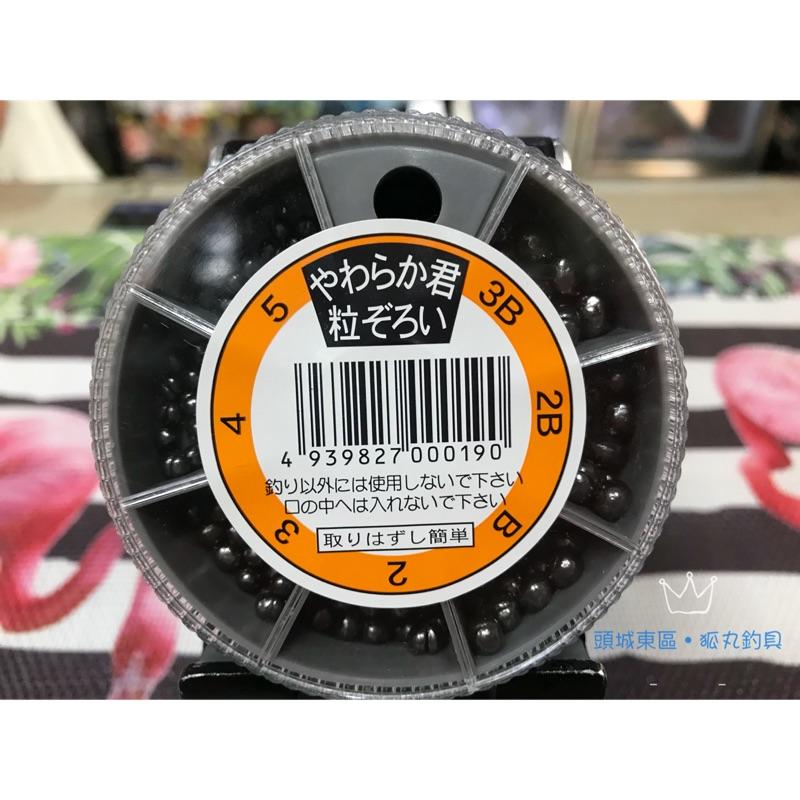 やわらか君
粒ぞろい
3B
2B
B
2
3
4
5
4 939827 000190
釣り以外には使用しないで下さい
口の中へは入れないで下さい
取りはずし簡単
頭城東區•狐丸釣具